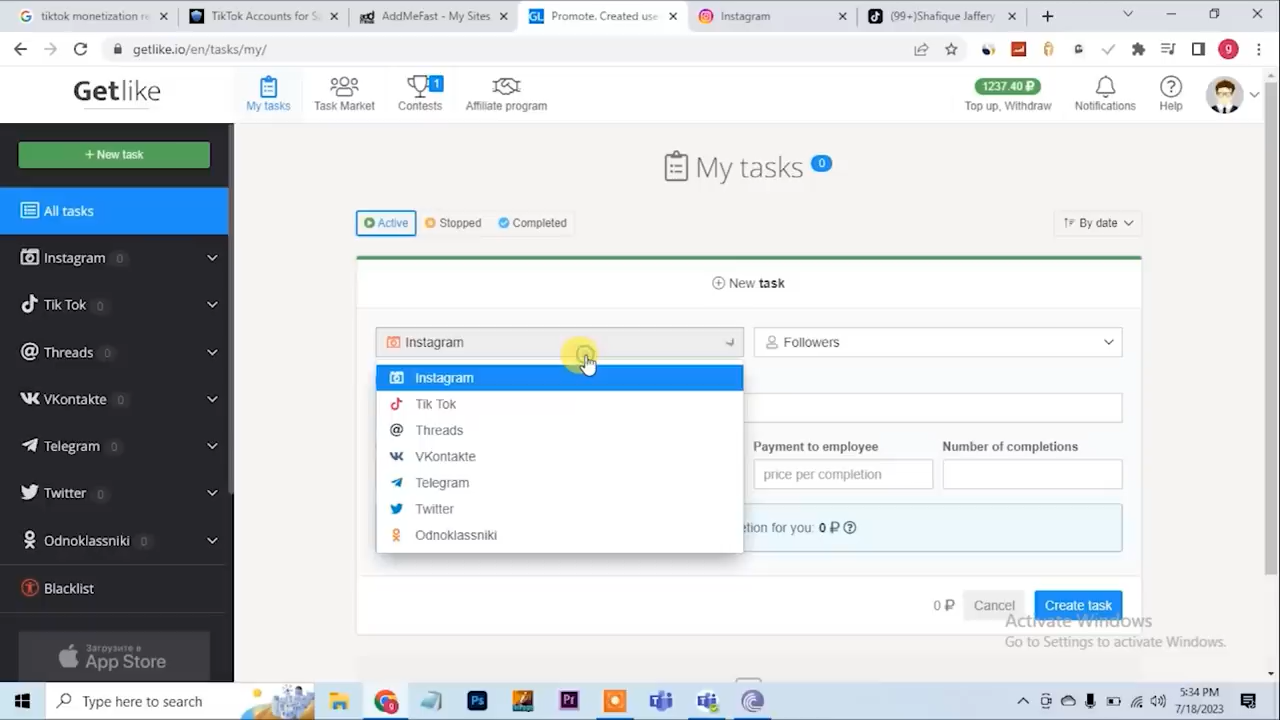 tiktok monetization re
TikTok Accounts for S
AddMeFast - My Sites
GL
Promote. Created use
Instagram
(99+)Shafique Jaffery
getlike.io/en/tasks/my/
g
Getlike
My tasks
Task Market
1
Contests
Affiliate program
1237.40 ₽
Top up, Withdraw
Notifications
Help
+ New task
All tasks
Instagram 0
Tik Tok 0
Threads 0
VKontakte 0
Telegram 0
Twitter 0
Odnoklassniki 0
Blacklist
Загрузите в
App Store
My tasks 0
Active
Stopped
Completed
By date
New task
Instagram
Followers
Instagram
Tik Tok
Threads
VKontakte
Telegram
Twitter
Odnoklassniki
Payment to employee
Number of completions
price per completion
etion for you: 0 ₽
0 ₽
Cancel
Create task
Activate Windows
Go to Settings to activate Windows.
Type here to search
Ps
Pr
5:34 PM
7/18/2023